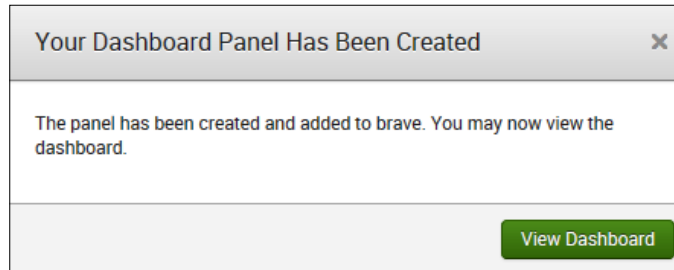 Your Dashboard Panel Has Been Created
The panel has been created and added to brave. You may now view the
dashboard.
View Dashboard